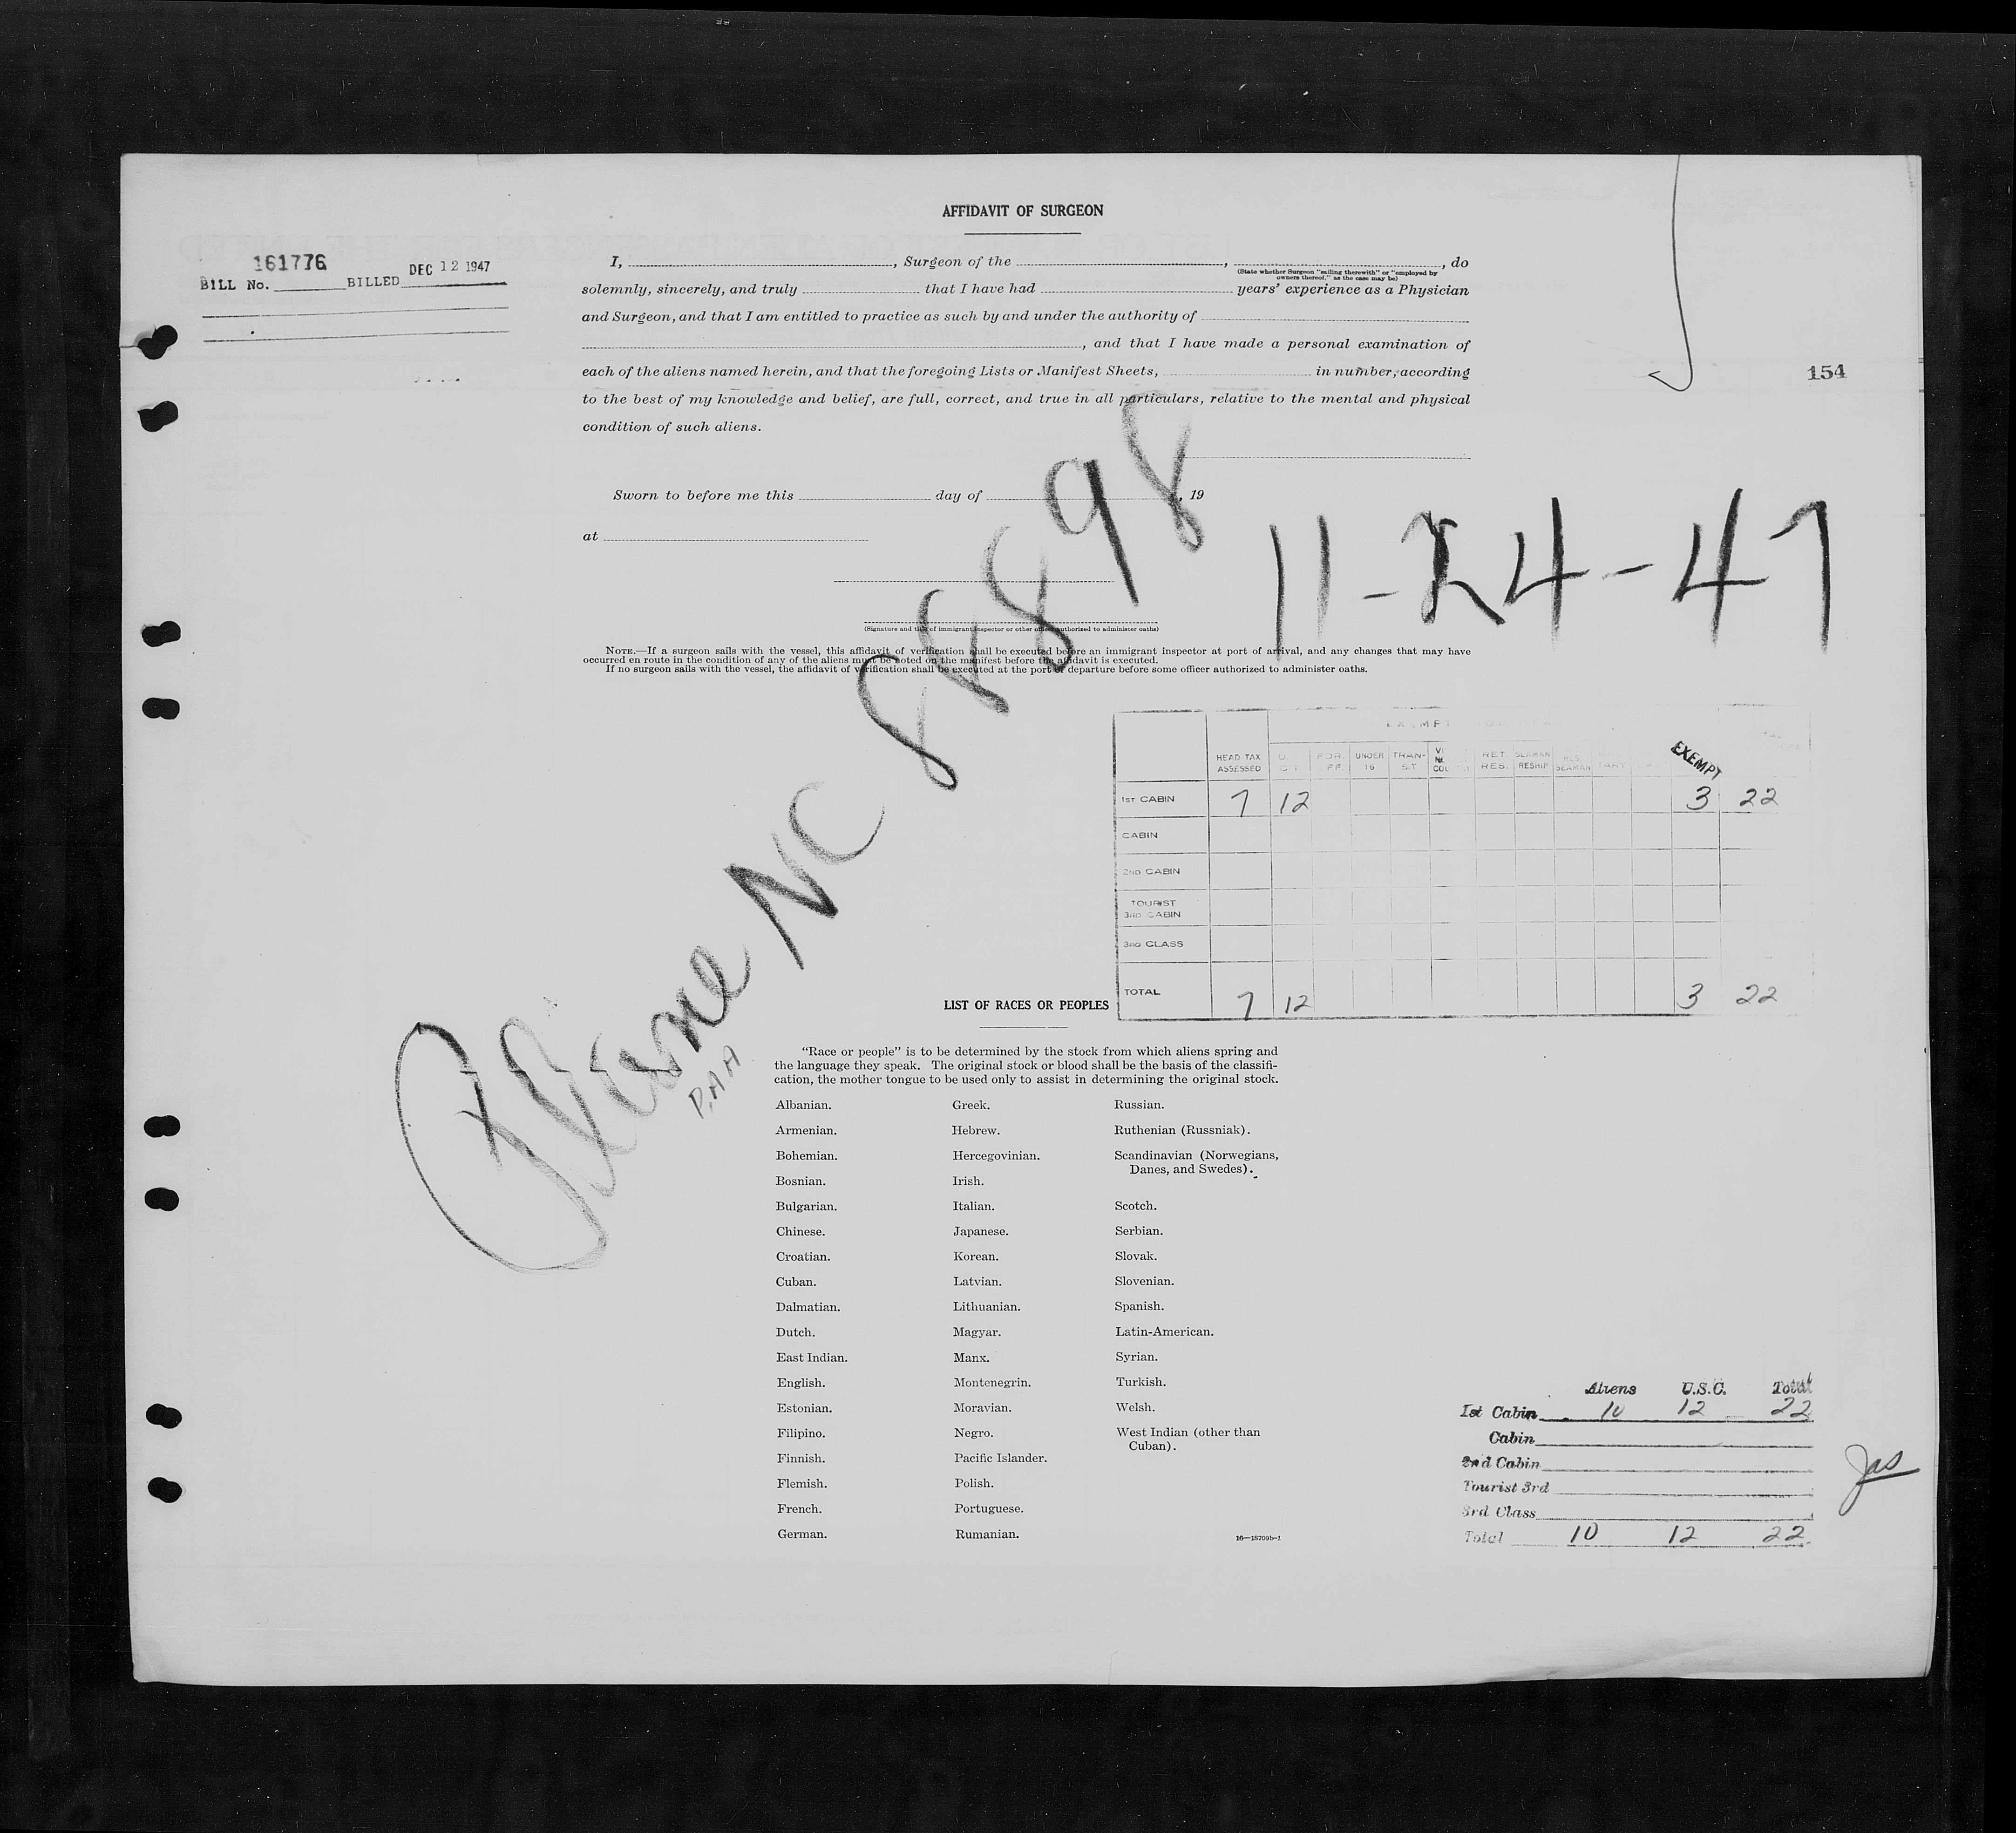 AFFIDAVIT OF SURGEON
161776
BILL No. BILLED DEC 12 1947
I, , Surgeon of the , , do
(State whether Surgeon "sailing therewith" or "employed by
owners thereof," as the case may be)
solemnly, sincerely, and truly that I have had years' experience as a Physician
and Surgeon, and that I am entitled to practice as such by and under the authority of
, and that I have made a personal examination of
each of the aliens named herein, and that the foregoing Lists or Manifest Sheets, in number, according
154
to the best of my knowledge and belief, are full, correct, and true in all particulars, relative to the mental and physical
condition of such aliens.
Sworn to before me this day of , 19
at
11-24-47
(Signature and title of immigrant inspector or other officer authorized to administer oaths)
NOTE.—If a surgeon sails with the vessel, this affidavit of verification shall be executed before an immigrant inspector at port of arrival, and any changes that may have
occurred en route in the condition of any of the aliens must be noted on the manifest before the affidavit is executed.
If no surgeon sails with the vessel, the affidavit of verification shall be executed at the port of departure before some officer authorized to administer oaths.
Plane NC 88898
PAA
EXEMPT
HEAD TAX UNDER TRAN- RET. SEAMAN EXEMPT
ASSESSED 16 S.T. RES. RESHIP SEAMAN
1ST CABIN 7 12 3 22
CABIN
2ND CABIN
TOURIST
3RD CABIN
3RD CLASS
TOTAL 7 12 3 22
LIST OF RACES OR PEOPLES
"Race or people" is to be determined by the stock from which aliens spring and
the language they speak. The original stock or blood shall be the basis of the classifi-
cation, the mother tongue to be used only to assist in determining the original stock.
Albanian. Greek. Russian.
Armenian. Hebrew. Ruthenian (Russniak).
Bohemian. Hercegovinian. Scandinavian (Norwegians,
Danes, and Swedes).
Bosnian. Irish.
Bulgarian. Italian. Scotch.
Chinese. Japanese. Serbian.
Croatian. Korean. Slovak.
Cuban. Latvian. Slovenian.
Dalmatian. Lithuanian. Spanish.
Dutch. Magyar. Latin-American.
East Indian. Manx. Syrian.
English. Montenegrin. Turkish.
Estonian. Moravian. Welsh.
Filipino. Negro. West Indian (other than
Cuban).
Finnish. Pacific Islander.
Flemish. Polish.
French. Portuguese.
German. Rumanian.
16—18709b-1
Aliens U.S.C. Total
1st Cabin 10 12 22
Cabin
2nd Cabin
Tourist 3rd
3rd Class
Total 10 12 22
Jas